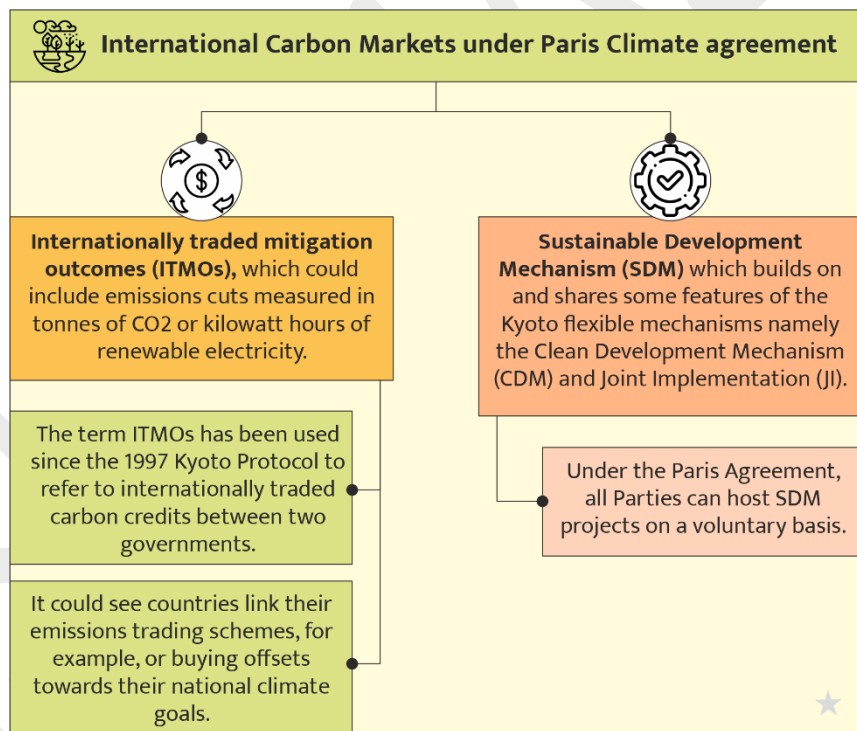 International Carbon Markets under Paris Climate agreement
$
Internationally traded mitigation
outcomes (ITMOs), which could
include emissions cuts measured in
tonnes of CO2 or kilowatt hours of
renewable electricity.
The term ITMOs has been used
since the 1997 Kyoto Protocol to
refer to internationally traded
carbon credits between two
governments.
It could see countries link their
emissions trading schemes, for
example, or buying offsets
towards their national climate
goals.
Sustainable Development
Mechanism (SDM) which builds on
and shares some features of the
Kyoto flexible mechanisms namely
the Clean Development Mechanism
(CDM) and Joint Implementation (JI).
Under the Paris Agreement,
all Parties can host SDM
projects on a voluntary basis.